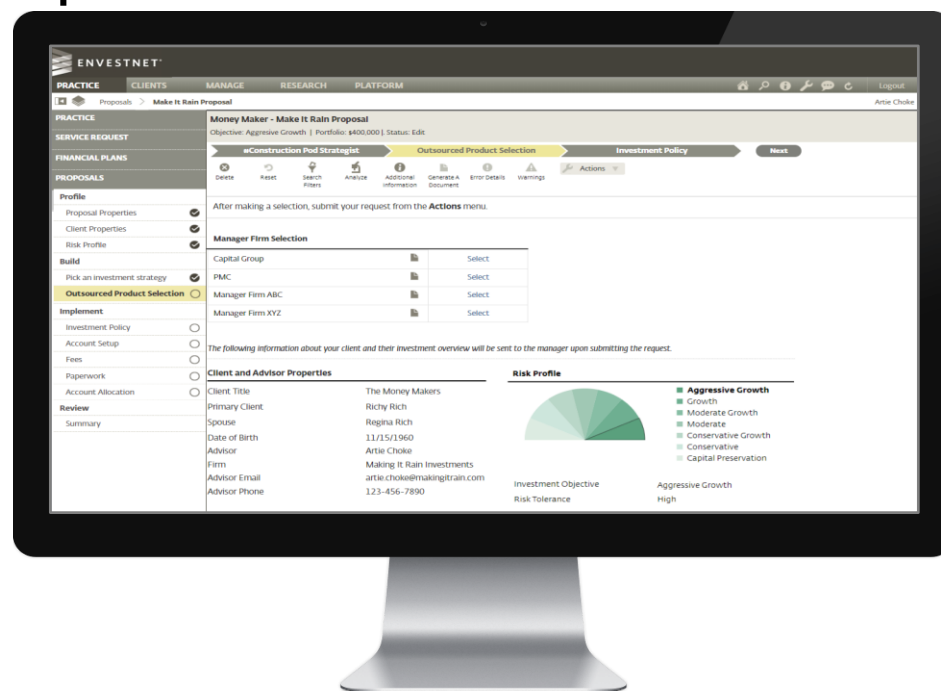 ENVESTNET
PRACTICE CLIENTS MANAGE RESEARCH PLATFORM Logout
Proposals > Make It Rain Proposal Artie Choke
PRACTICE
SERVICE REQUEST
FINANCIAL PLANS
PROPOSALS
Profile
Proposal Properties
Client Properties
Risk Profile
Build
Pick an investment strategy
Outsourced Product Selection
Implement
Investment Policy
Account Setup
Fees
Paperwork
Account Allocation
Review
Summary
Money Maker - Make It Rain Proposal
Objective: Aggresive Growth | Portfolio: $400,000 | Status: Edit
Construction Pod Strategist Outsourced Product Selection Investment Policy Next
Delete Reset Search Filters Analyze Additional Information Generate A Document Error Details Warnings Actions
After making a selection, submit your request from the Actions menu.
Manager Firm Selection
Capital Group Select
PMC Select
Manager Firm ABC Select
Manager Firm XYZ Select
The following information about your client and their investment overview will be sent to the manager upon submitting the request.
Client and Advisor Properties
Client Title The Money Makers
Primary Client Richy Rich
Spouse Regina Rich
Date of Birth 11/15/1960
Advisor Artie Choke
Firm Making It Rain Investments
Advisor Email artie.choke@makingitrain.com
Advisor Phone 123-456-7890
Risk Profile
Aggressive Growth
Growth
Moderate Growth
Moderate
Conservative Growth
Conservative
Capital Preservation
Investment Objective Aggressive Growth
Risk Tolerance High